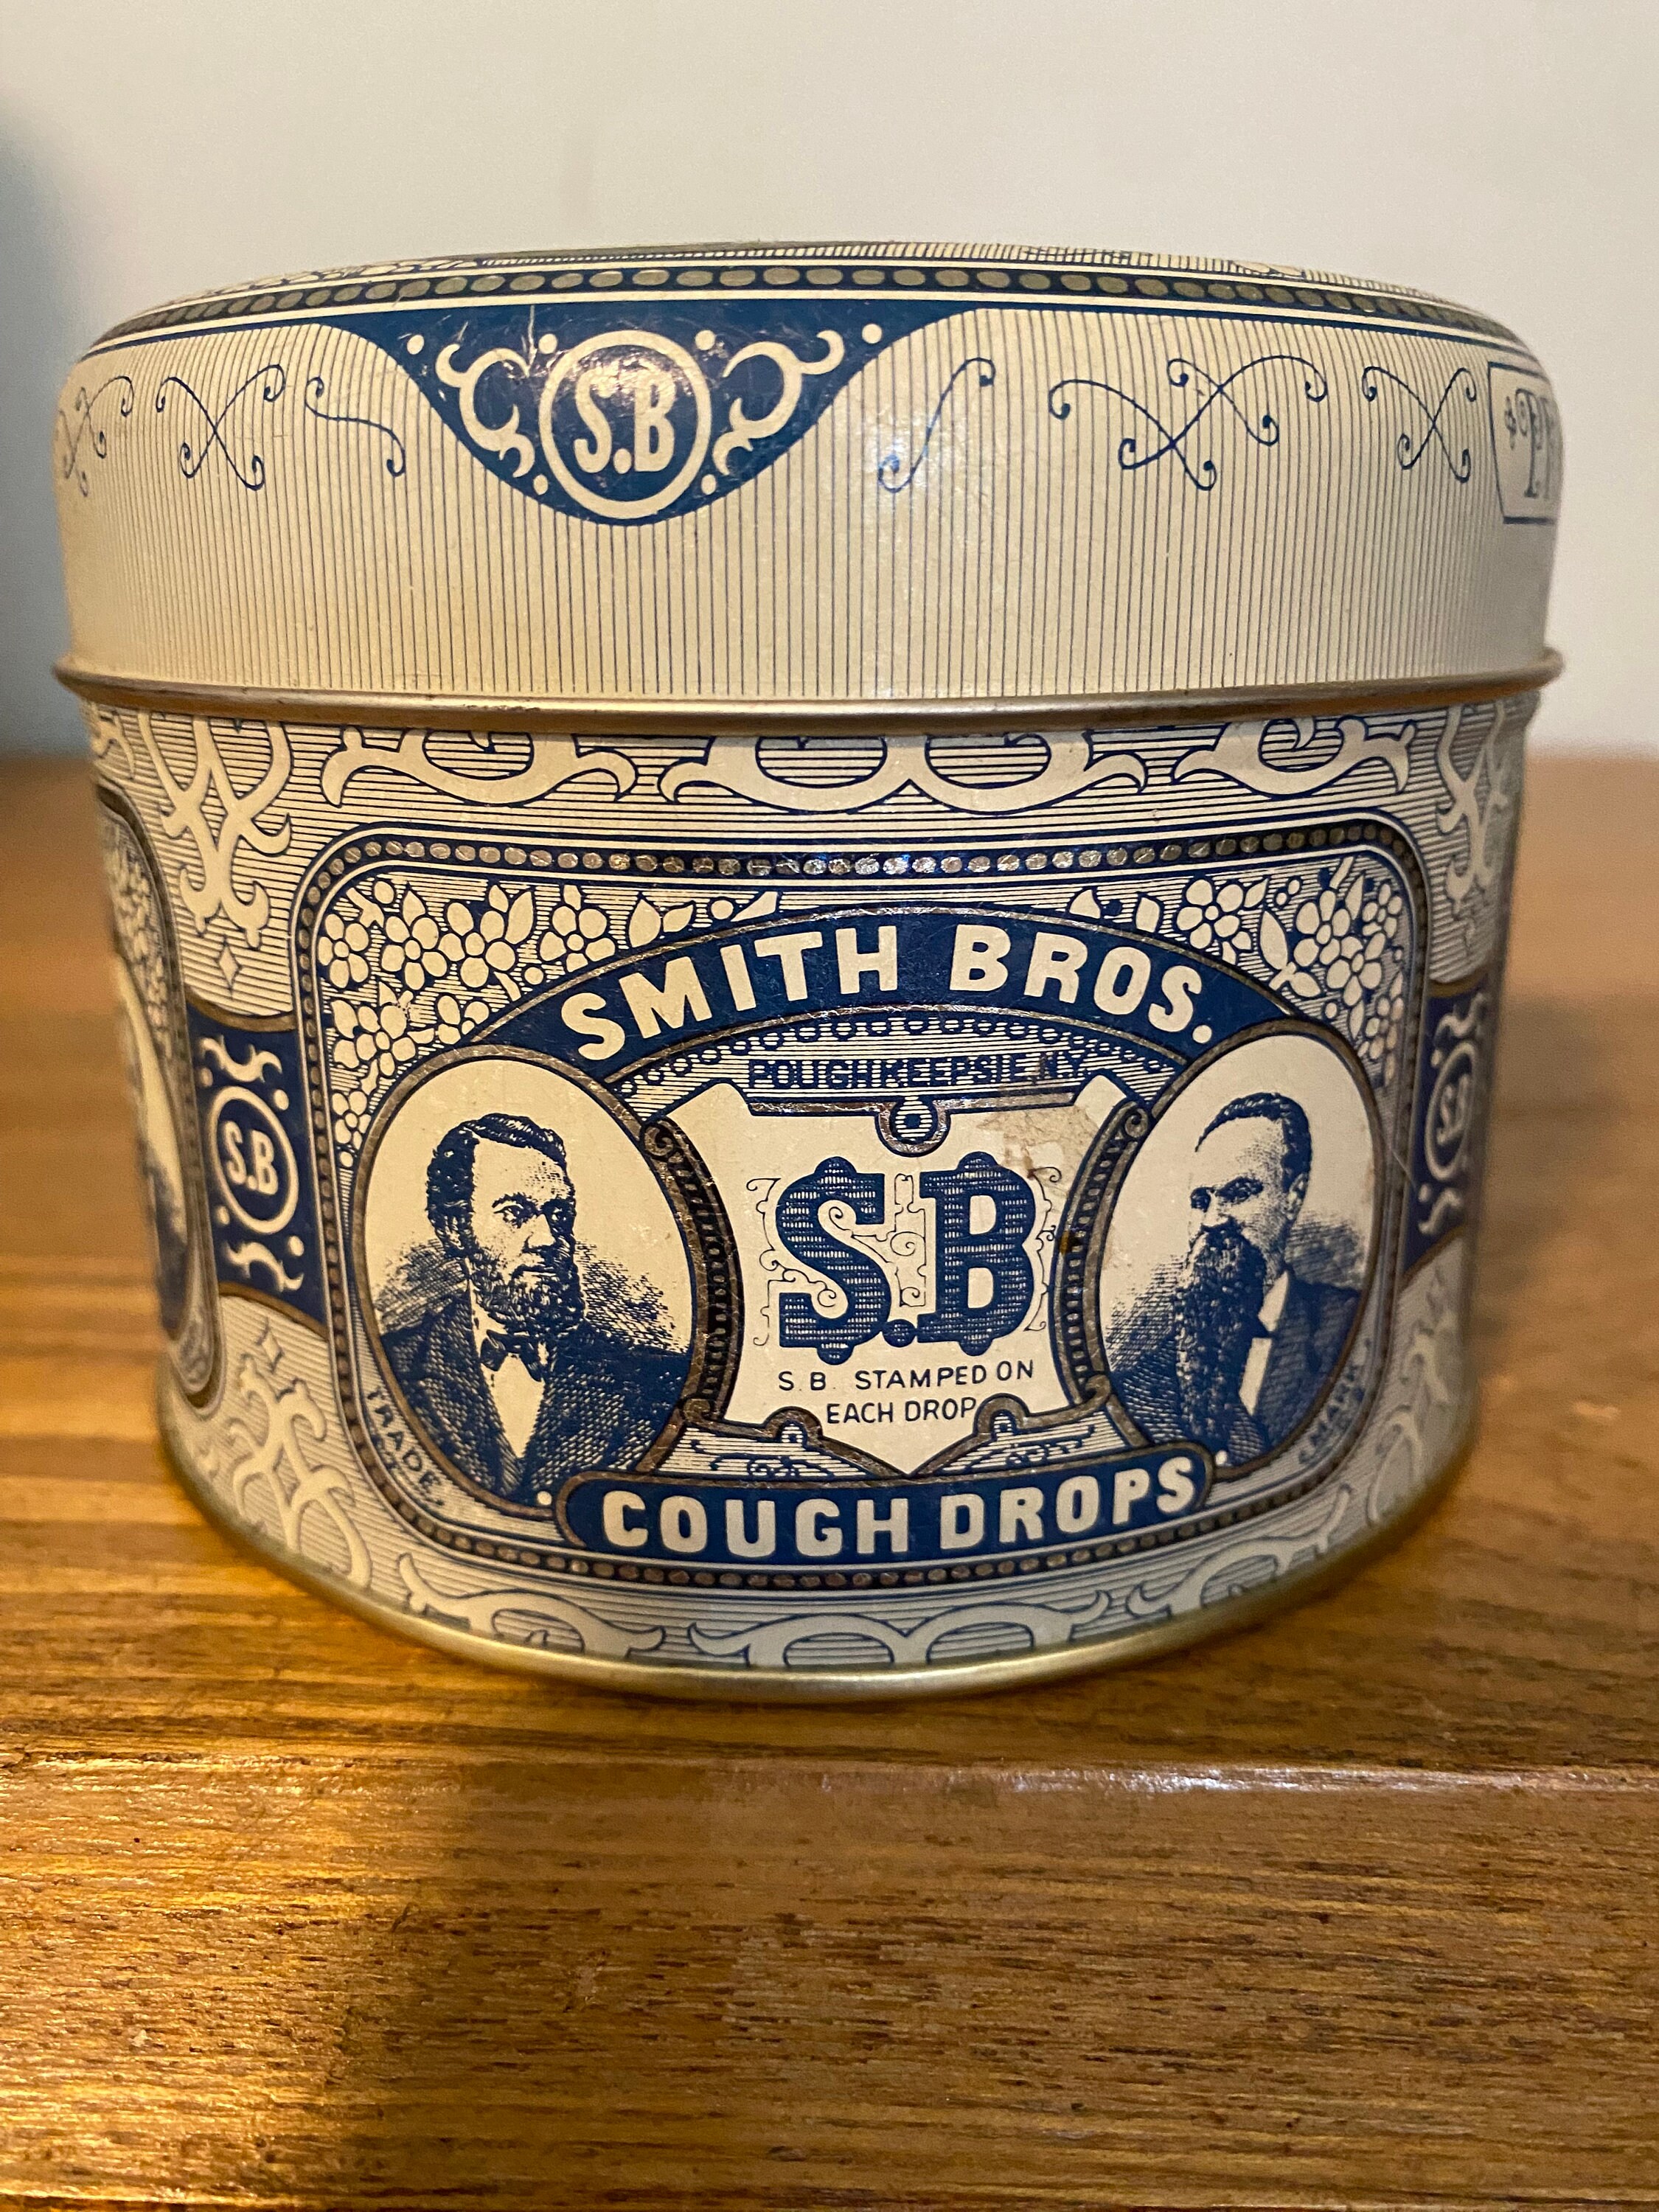 S.B
SMITH BROS.
POUGHKEEPSIE N.Y.
S.B
S.B
S.B
S.B. STAMPED ON
EACH DROP
TRADE
MARK
COUGH DROPS